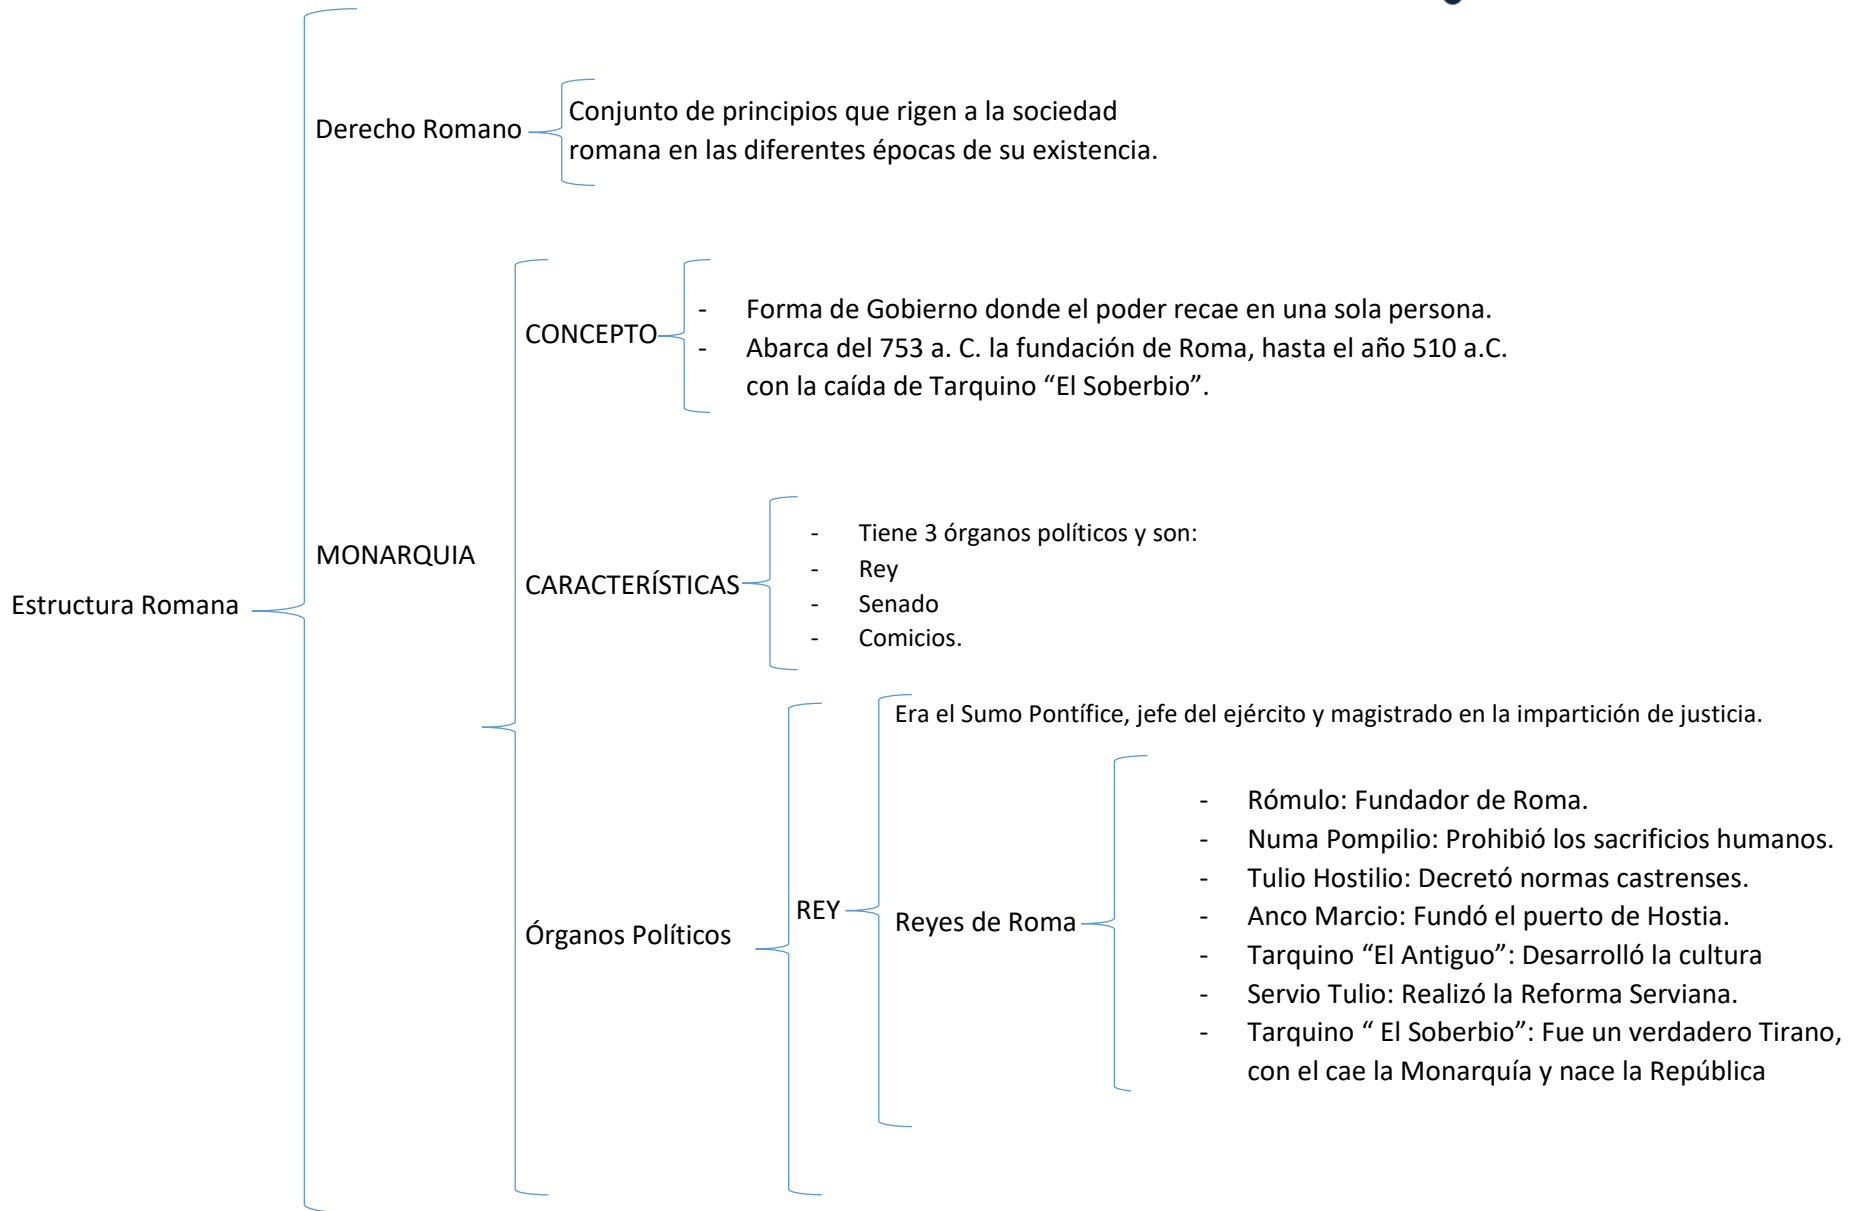 Derecho Romano
Conjunto de principios que rigen a la sociedad
romana en las diferentes épocas de su existencia.
Estructura Romana
MONARQUIA
CONCEPTO
- Forma de Gobierno donde el poder recae en una sola persona.
- Abarca del 753 a. C. la fundación de Roma, hasta el año 510 a.C.
con la caída de Tarquino “El Soberbio”.
CARACTERÍSTICAS
- Tiene 3 órganos políticos y son:
- Rey
- Senado
- Comicios.
Órganos Políticos
REY
Era el Sumo Pontífice, jefe del ejército y magistrado en la impartición de justicia.
Reyes de Roma
- Rómulo: Fundador de Roma.
- Numa Pompilio: Prohibió los sacrificios humanos.
- Tulio Hostilio: Decretó normas castrenses.
- Anco Marcio: Fundó el puerto de Hostia.
- Tarquino “El Antiguo”: Desarrolló la cultura
- Servio Tulio: Realizó la Reforma Serviana.
- Tarquino “ El Soberbio”: Fue un verdadero Tirano,
con el cae la Monarquía y nace la República